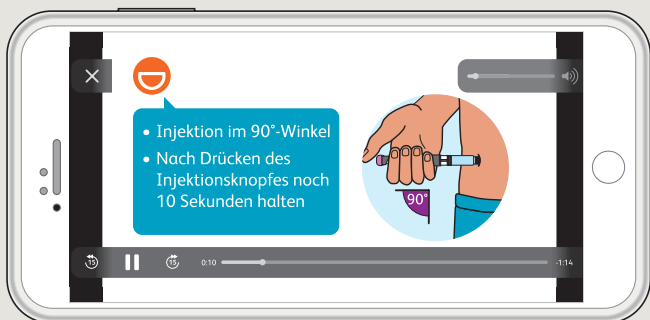 • Injektion im 90°-Winkel
• Nach Drücken des
Injektionsknopfes noch
10 Sekunden halten
90°
15
15
0:10
-1:14